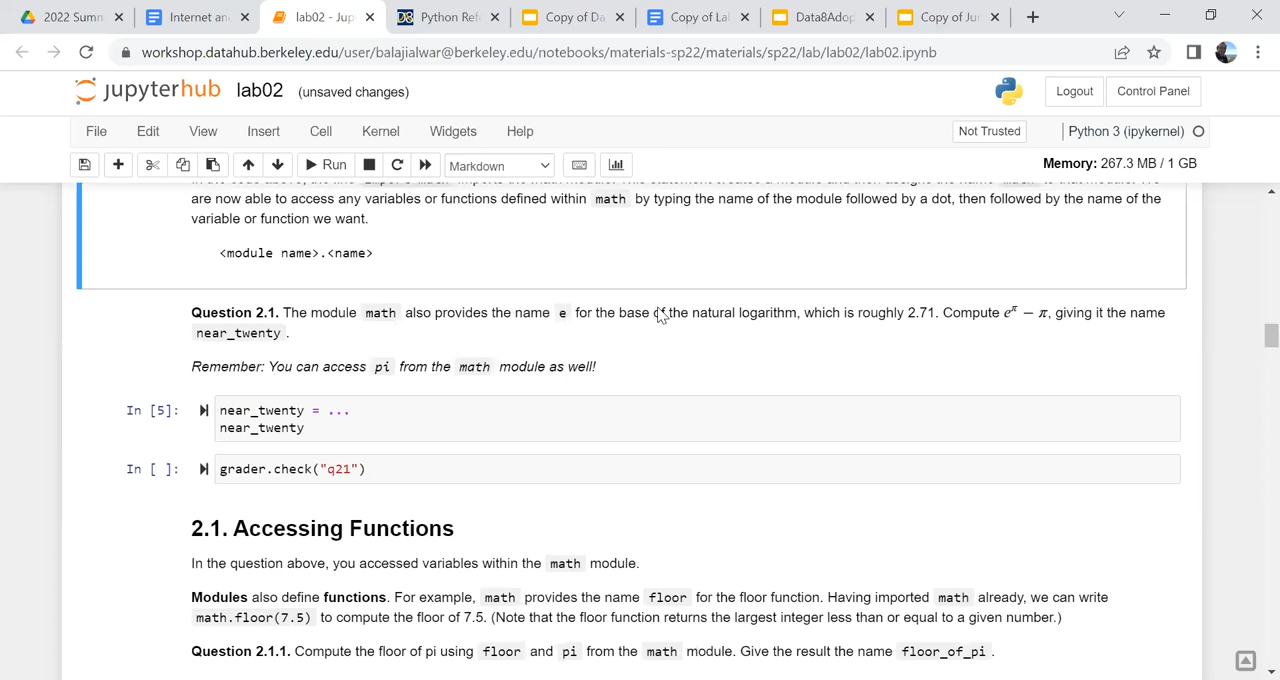 2022 Summ
Internet an
lab02 - Jup
Python Ref
Copy of Da
Copy of La
Data8Adop
Copy of Ju
workshop.datahub.berkeley.edu/user/balajialwar@berkeley.edu/notebooks/materials-sp22/materials/sp22/lab/lab02/lab02.ipynb
jupyterhub lab02 (unsaved changes)
Logout Control Panel
File Edit View Insert Cell Kernel Widgets Help
Not Trusted Python 3 (ipykernel)
Run Markdown Memory: 267.3 MB / 1 GB
are now able to access any variables or functions defined within math by typing the name of the module followed by a dot, then followed by the name of the
variable or function we want.
<module name>.<name>
Question 2.1. The module math also provides the name e for the base of the natural logarithm, which is roughly 2.71. Compute e^π − π, giving it the name
near_twenty .
Remember: You can access pi from the math module as well!
In [5]: near_twenty = ...
near_twenty
In [ ]: grader.check("q21")
2.1. Accessing Functions
In the question above, you accessed variables within the math module.
Modules also define functions. For example, math provides the name floor for the floor function. Having imported math already, we can write
math.floor(7.5) to compute the floor of 7.5. (Note that the floor function returns the largest integer less than or equal to a given number.)
Question 2.1.1. Compute the floor of pi using floor and pi from the math module. Give the result the name floor_of_pi .